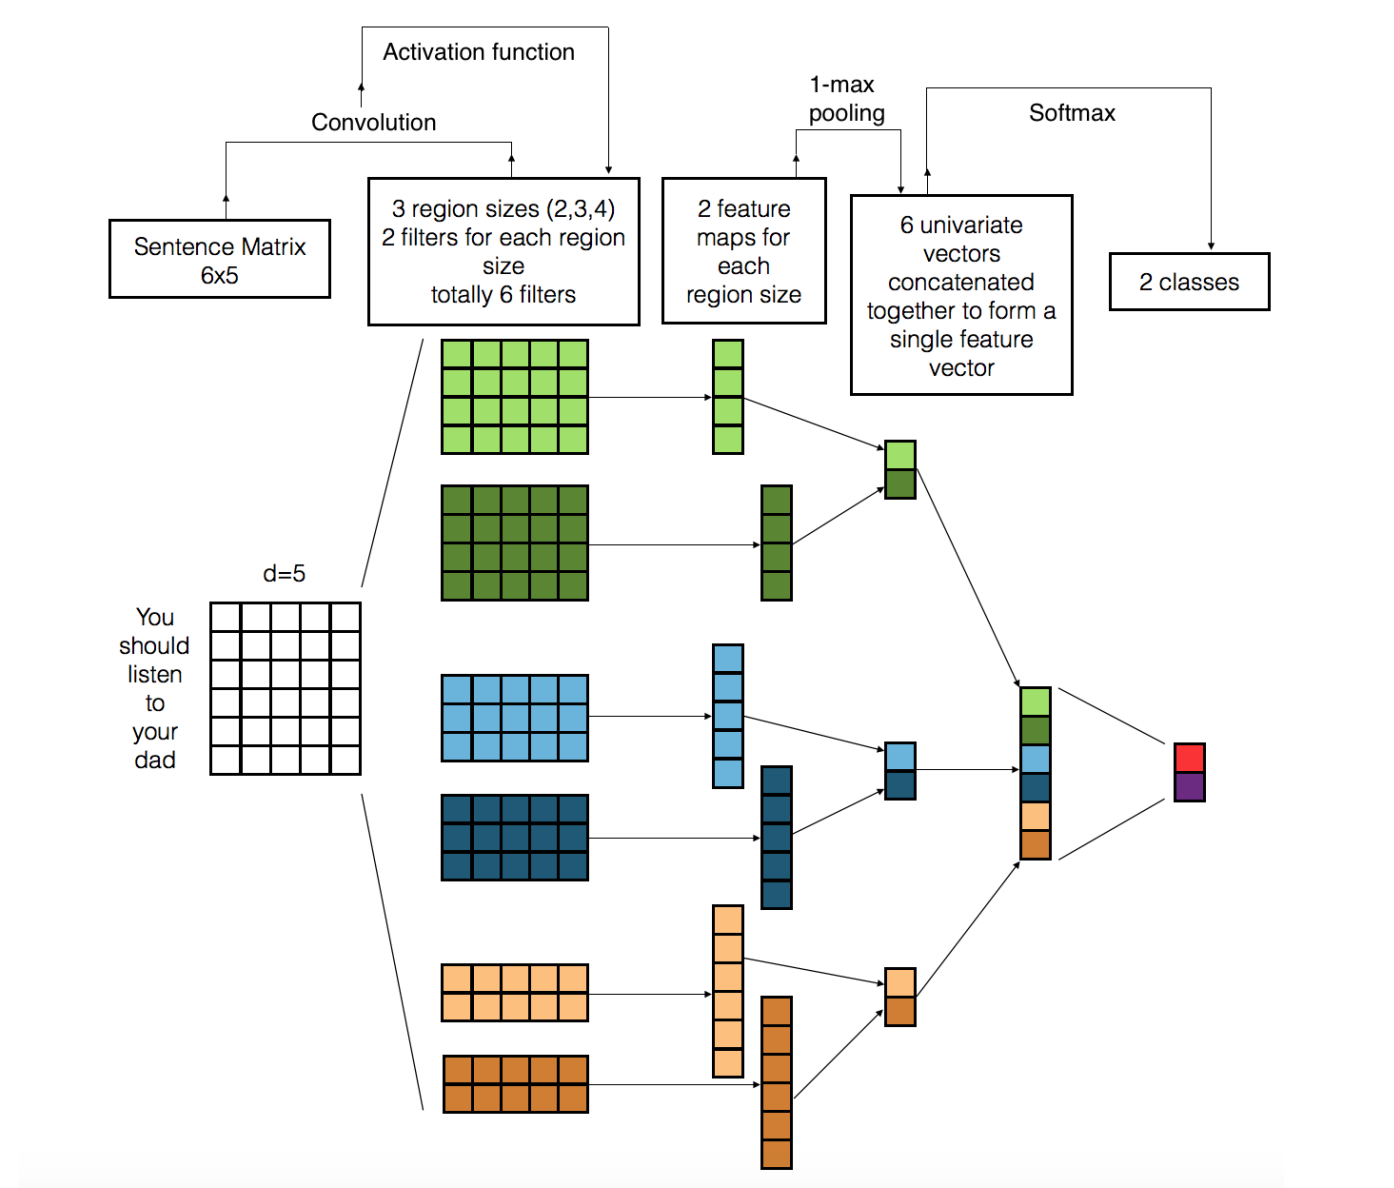 Activation function
Convolution
1-max
pooling
Softmax
Sentence Matrix
6x5
3 region sizes (2,3,4)
2 filters for each region
size
totally 6 filters
2 feature
maps for
each
region size
6 univariate
vectors
concatenated
together to form a
single feature
vector
2 classes
d=5
You
should
listen
to
your
dad